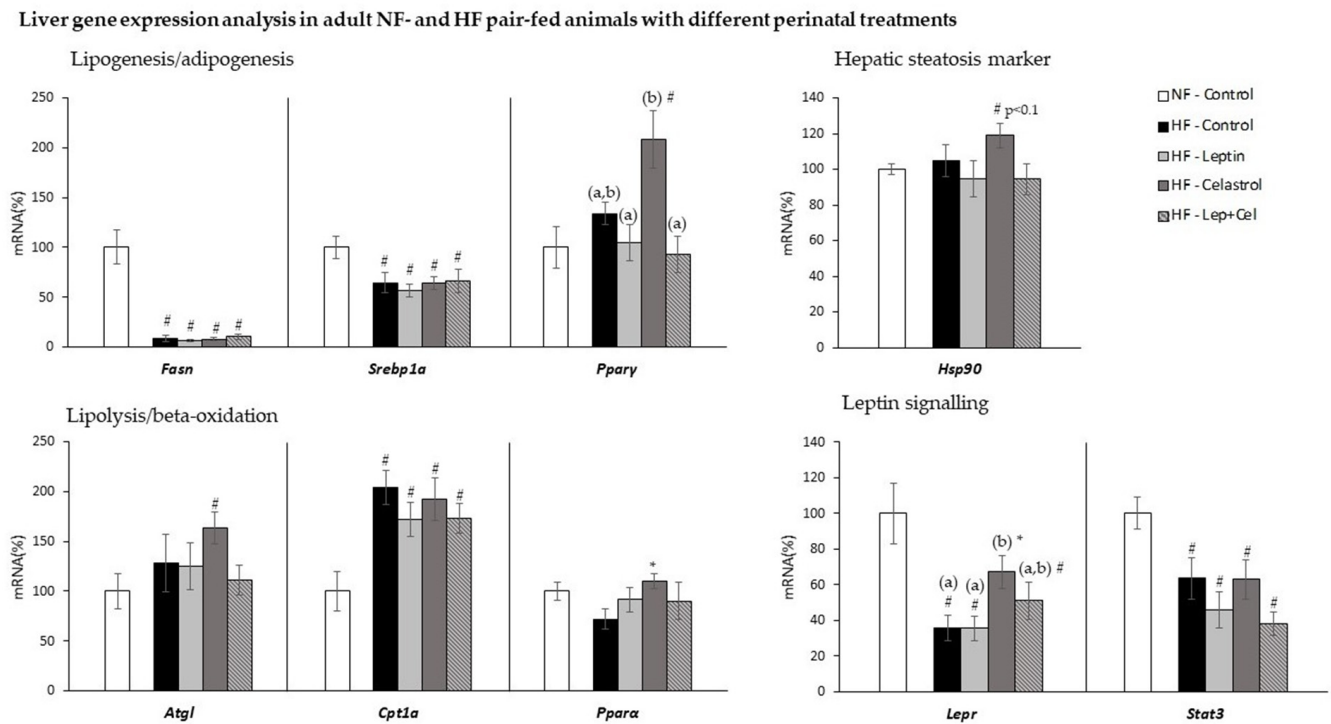 Liver gene expression analysis in adult NF- and HF pair-fed animals with different perinatal treatments
Lipogenesis/adipogenesis
mRNA(%)
250
200
150
100
50
0
# # # #
# # # #
(a,b) (a) (b) # (a)
Fasn Srebp1a Pparγ
Hepatic steatosis marker
mRNA(%)
140
120
100
80
60
40
20
0
# p<0.1
Hsp90
NF - Control
HF - Control
HF - Leptin
HF - Celastrol
HF - Lep+Cel
Lipolysis/beta-oxidation
mRNA(%)
250
200
150
100
50
0
#
# # # #
*
Atgl Cpt1a Pparα
Leptin signalling
mRNA(%)
140
120
100
80
60
40
20
0
(a) (a) (b) * (a,b) #
# #
# # # #
Lepr Stat3